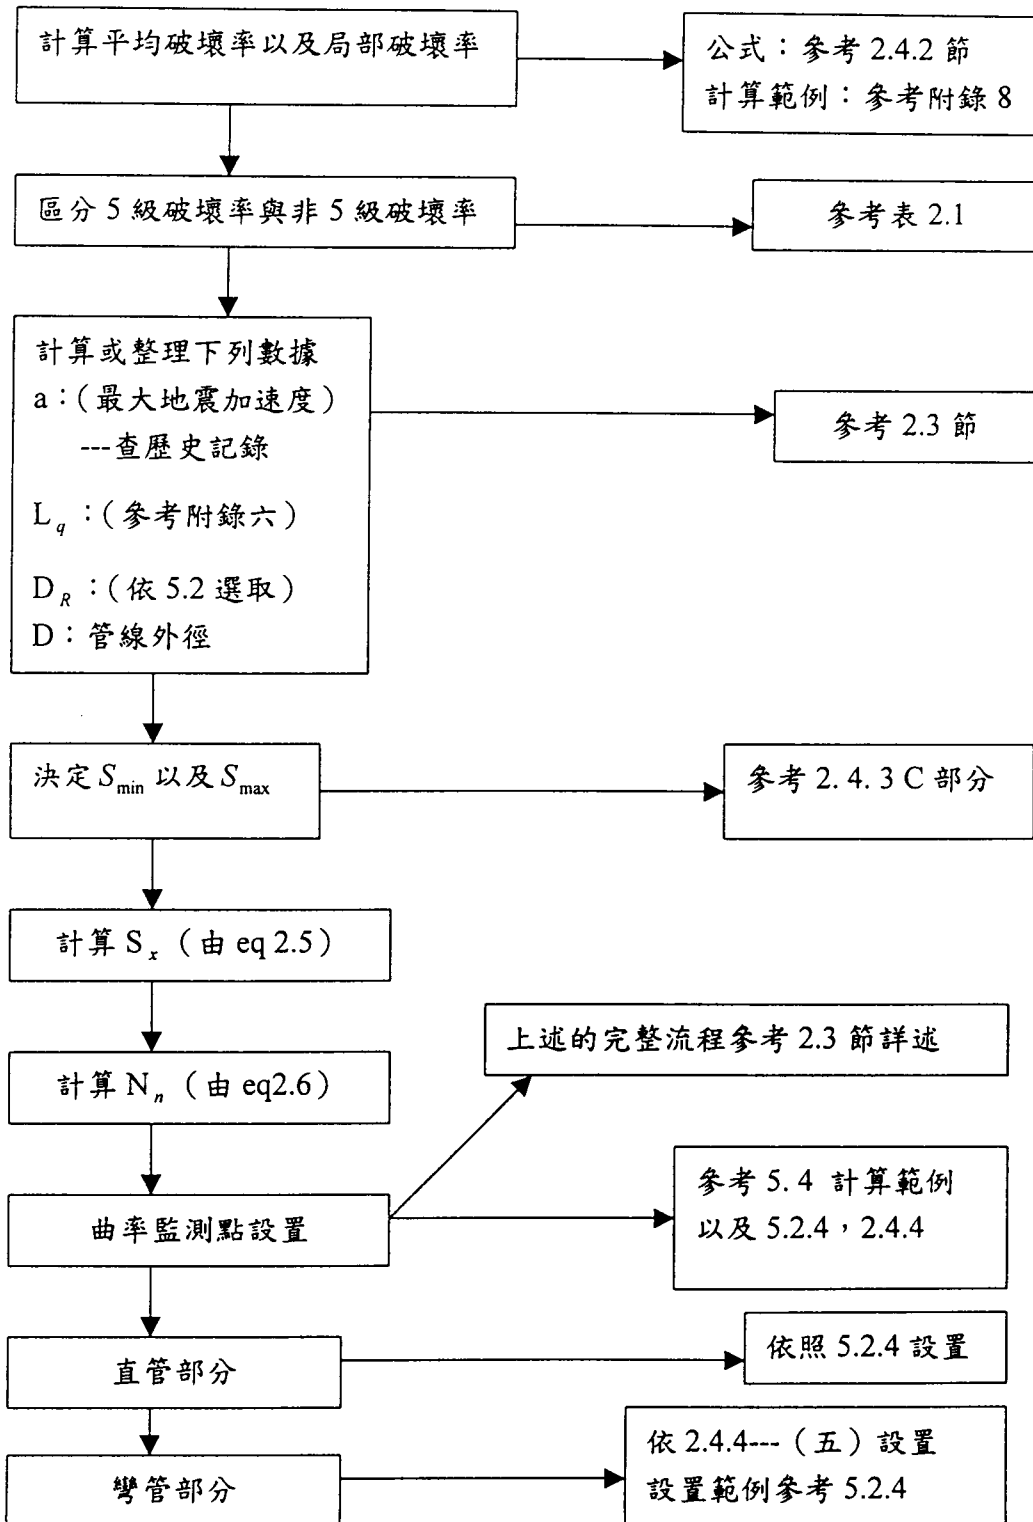 計算平均破壞率以及局部破壞率
公式：參考 2.4.2 節
計算範例：參考附錄 8
區分 5 級破壞率與非 5 級破壞率
參考表 2.1
計算或整理下列數據
a：(最大地震加速度)
---查歷史記錄
L_q：(參考附錄六)
D_R：(依 5.2 選取)
D：管線外徑
參考 2.3 節
決定 S_min 以及 S_max
參考 2. 4. 3 C 部分
計算 S_x（由 eq 2.5）
上述的完整流程參考 2.3 節詳述
計算 N_n（由 eq2.6）
曲率監測點設置
參考 5. 4 計算範例
以及 5.2.4，2.4.4
直管部分
依照 5.2.4 設置
彎管部分
依 2.4.4---（五）設置
設置範例參考 5.2.4